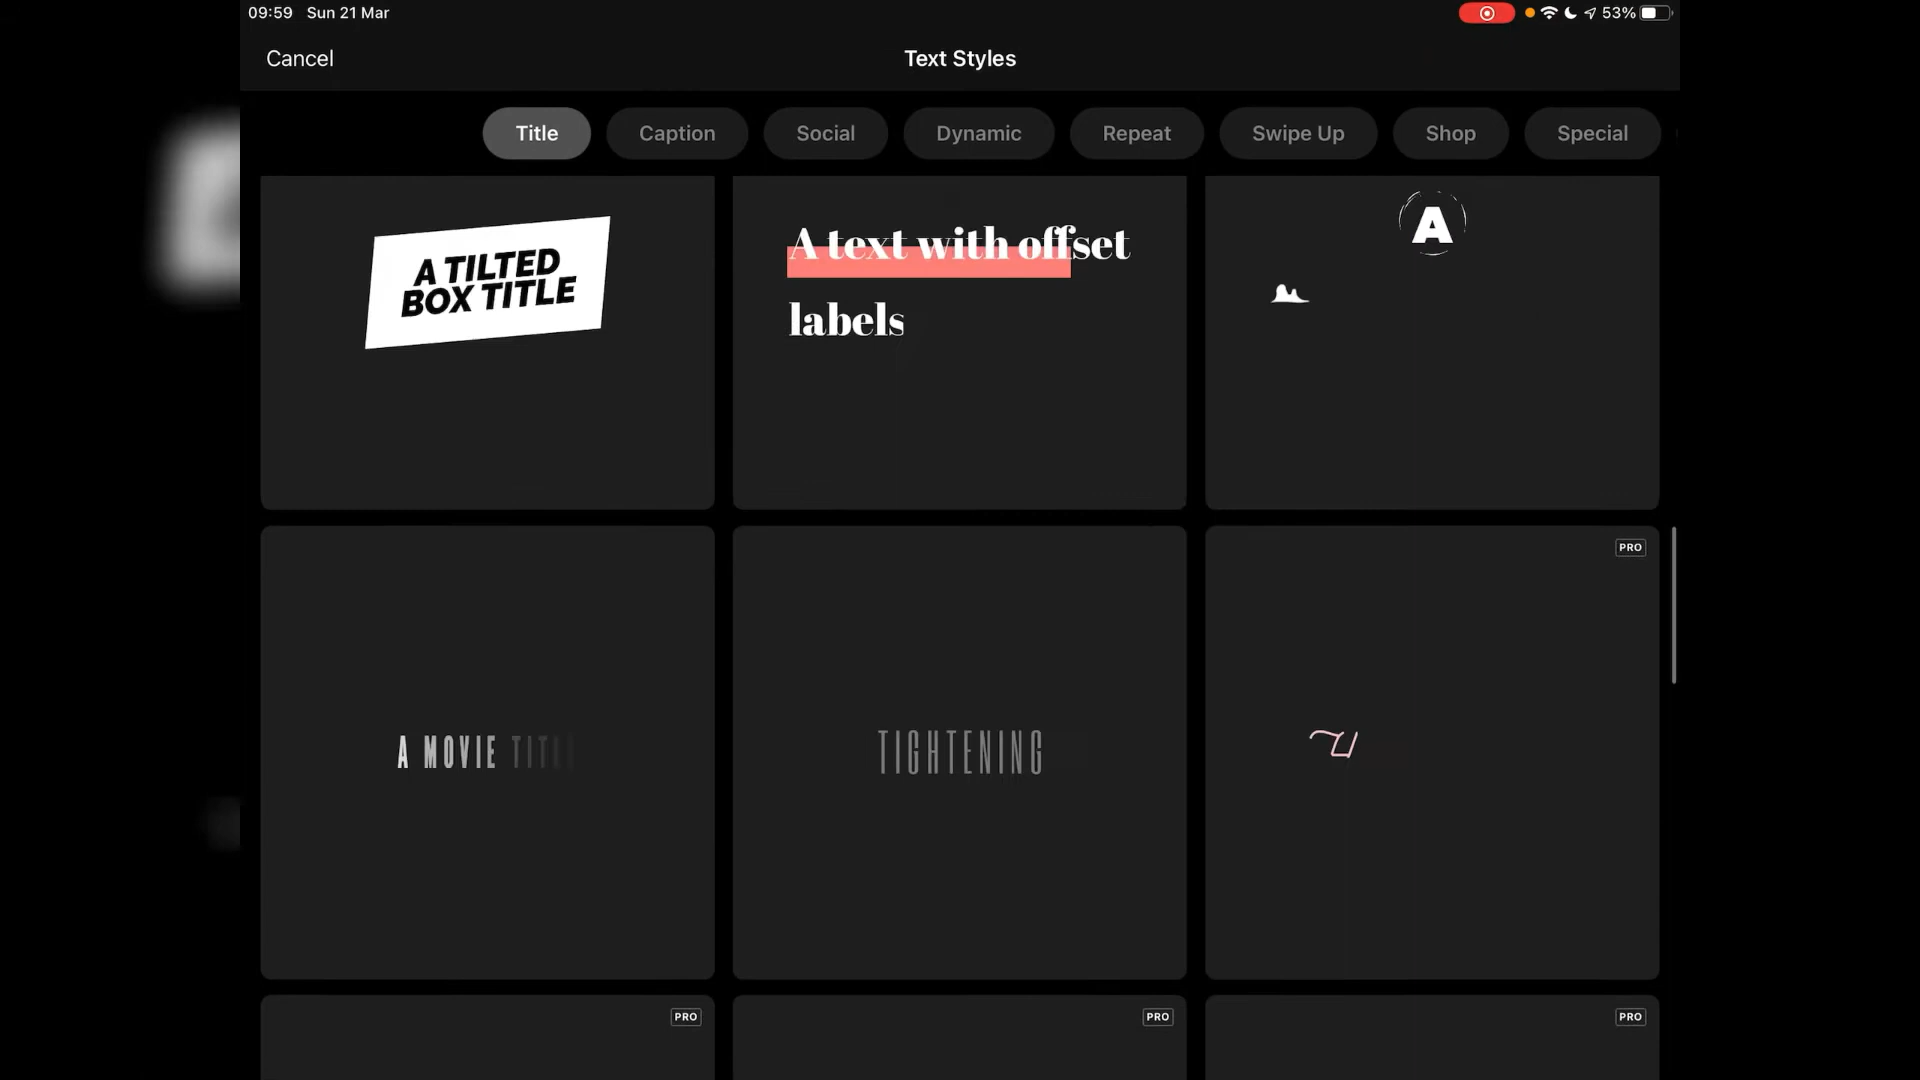 09:59 Sun 21 Mar 53%
Cancel Text Styles
Title Caption Social Dynamic Repeat Swipe Up Shop Special
A TILTED
BOX TITLE
A text with offset
labels
A
PRO
A MOVIE TITL
TIGHTENING
PRO PRO PRO